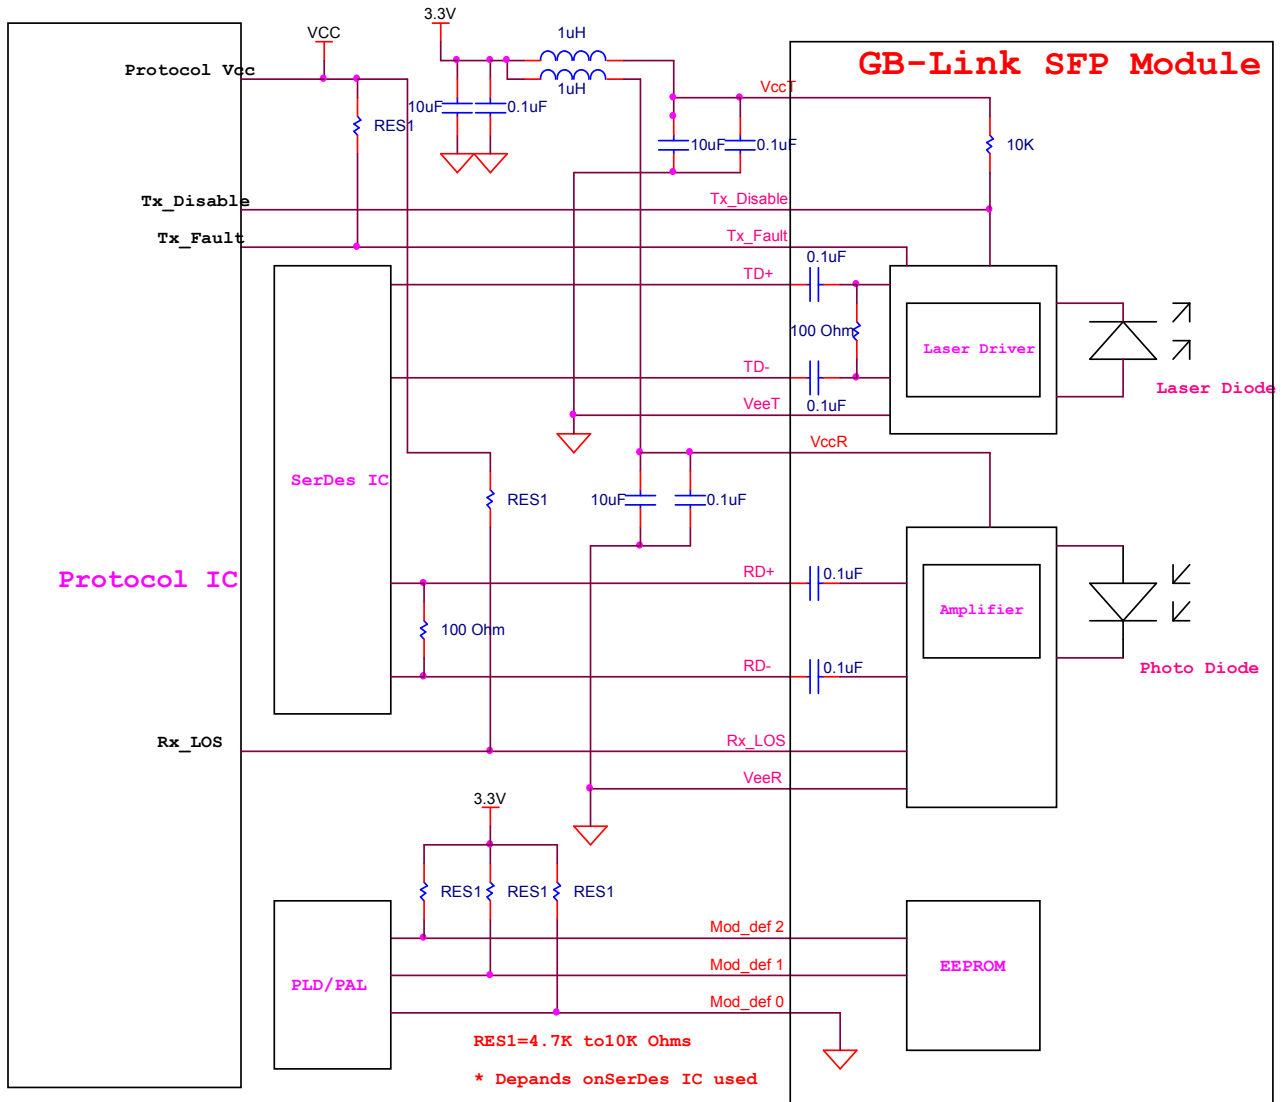 3.3V
VCC
1uH
GB-Link SFP Module
Protocol Vcc
1uH
VccT
10uF
0.1uF
RES1
10uF
0.1uF
10K
Tx_Disable
Tx_Disable
Tx_Fault
Tx_Fault
0.1uF
TD+
100 Ohm
Laser Driver
TD-
Laser Diode
0.1uF
VeeT
VccR
SerDes IC
RES1
10uF
0.1uF
Protocol IC
RD+
0.1uF
Amplifier
100 Ohm
RD-
0.1uF
Photo Diode
Rx_LOS
Rx_LOS
VeeR
3.3V
RES1
RES1
RES1
Mod_def 2
Mod_def 1
EEPROM
PLD/PAL
Mod_def 0
RES1=4.7K to10K Ohms
* Depands onSerDes IC used